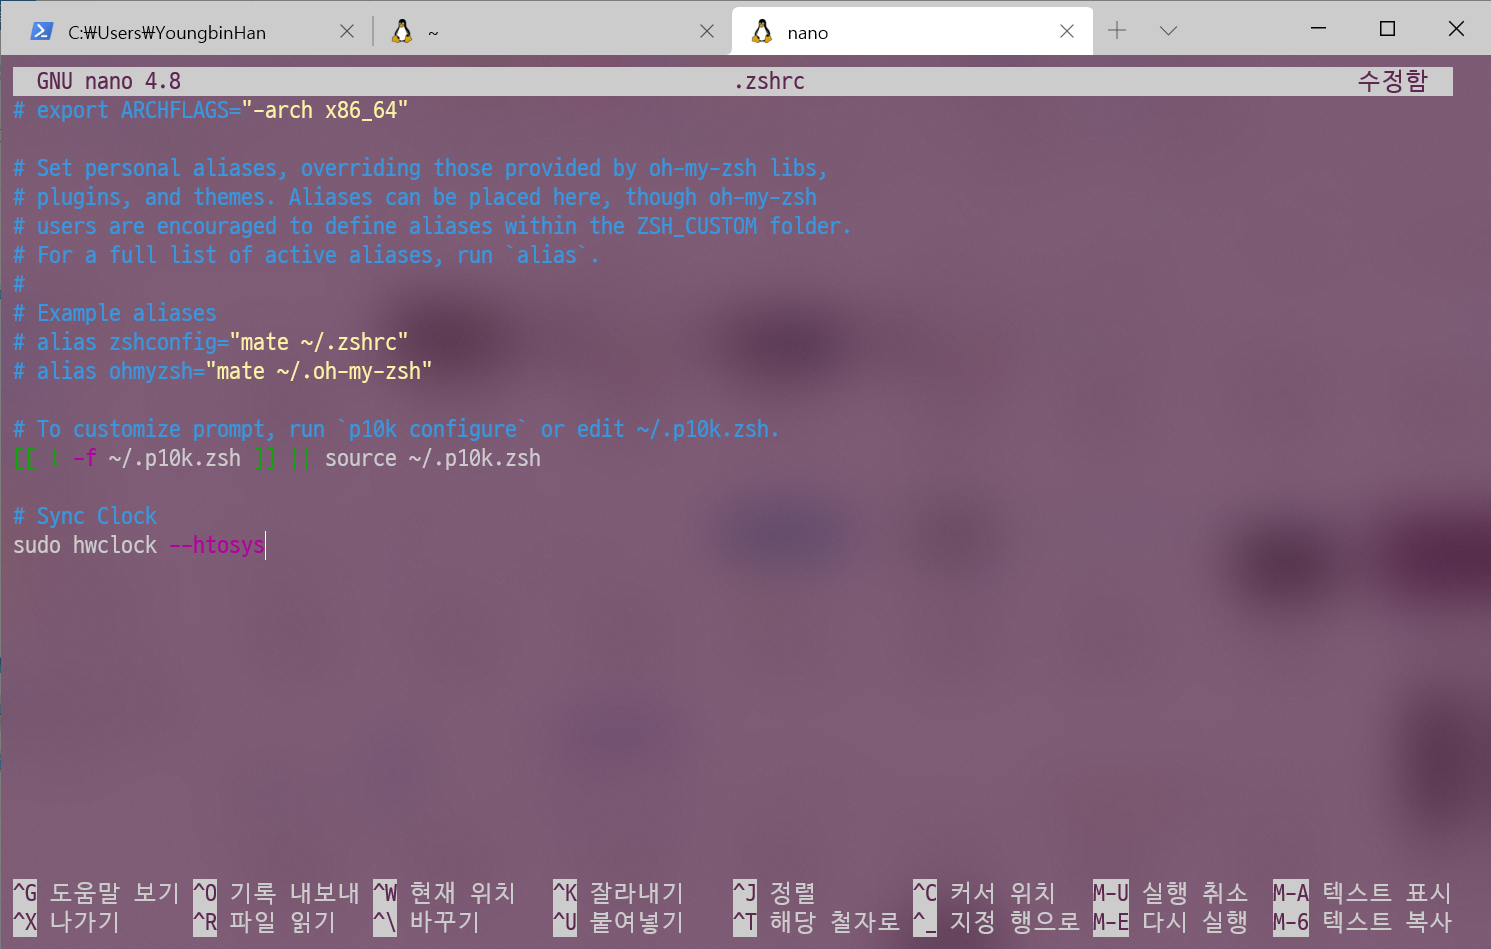 C:₩Users₩YoungbinHan
~
nano
GNU nano 4.8 .zshrc 수정함
# export ARCHFLAGS="-arch x86_64"
# Set personal aliases, overriding those provided by oh-my-zsh libs,
# plugins, and themes. Aliases can be placed here, though oh-my-zsh
# users are encouraged to define aliases within the ZSH_CUSTOM folder.
# For a full list of active aliases, run `alias`.
#
# Example aliases
# alias zshconfig="mate ~/.zshrc"
# alias ohmyzsh="mate ~/.oh-my-zsh"
# To customize prompt, run `p10k configure` or edit ~/.p10k.zsh.
[[ ! -f ~/.p10k.zsh ]] || source ~/.p10k.zsh
# Sync Clock
sudo hwclock --htosys
^G 도움말 보기 ^O 기록 내보내 ^W 현재 위치 ^K 잘라내기 ^J 정렬 ^C 커서 위치 M-U 실행 취소 M-A 텍스트 표시
^X 나가기 ^R 파일 읽기 ^\ 바꾸기 ^U 붙여넣기 ^T 해당 철자로 ^_ 지정 행으로 M-E 다시 실행 M-6 텍스트 복사